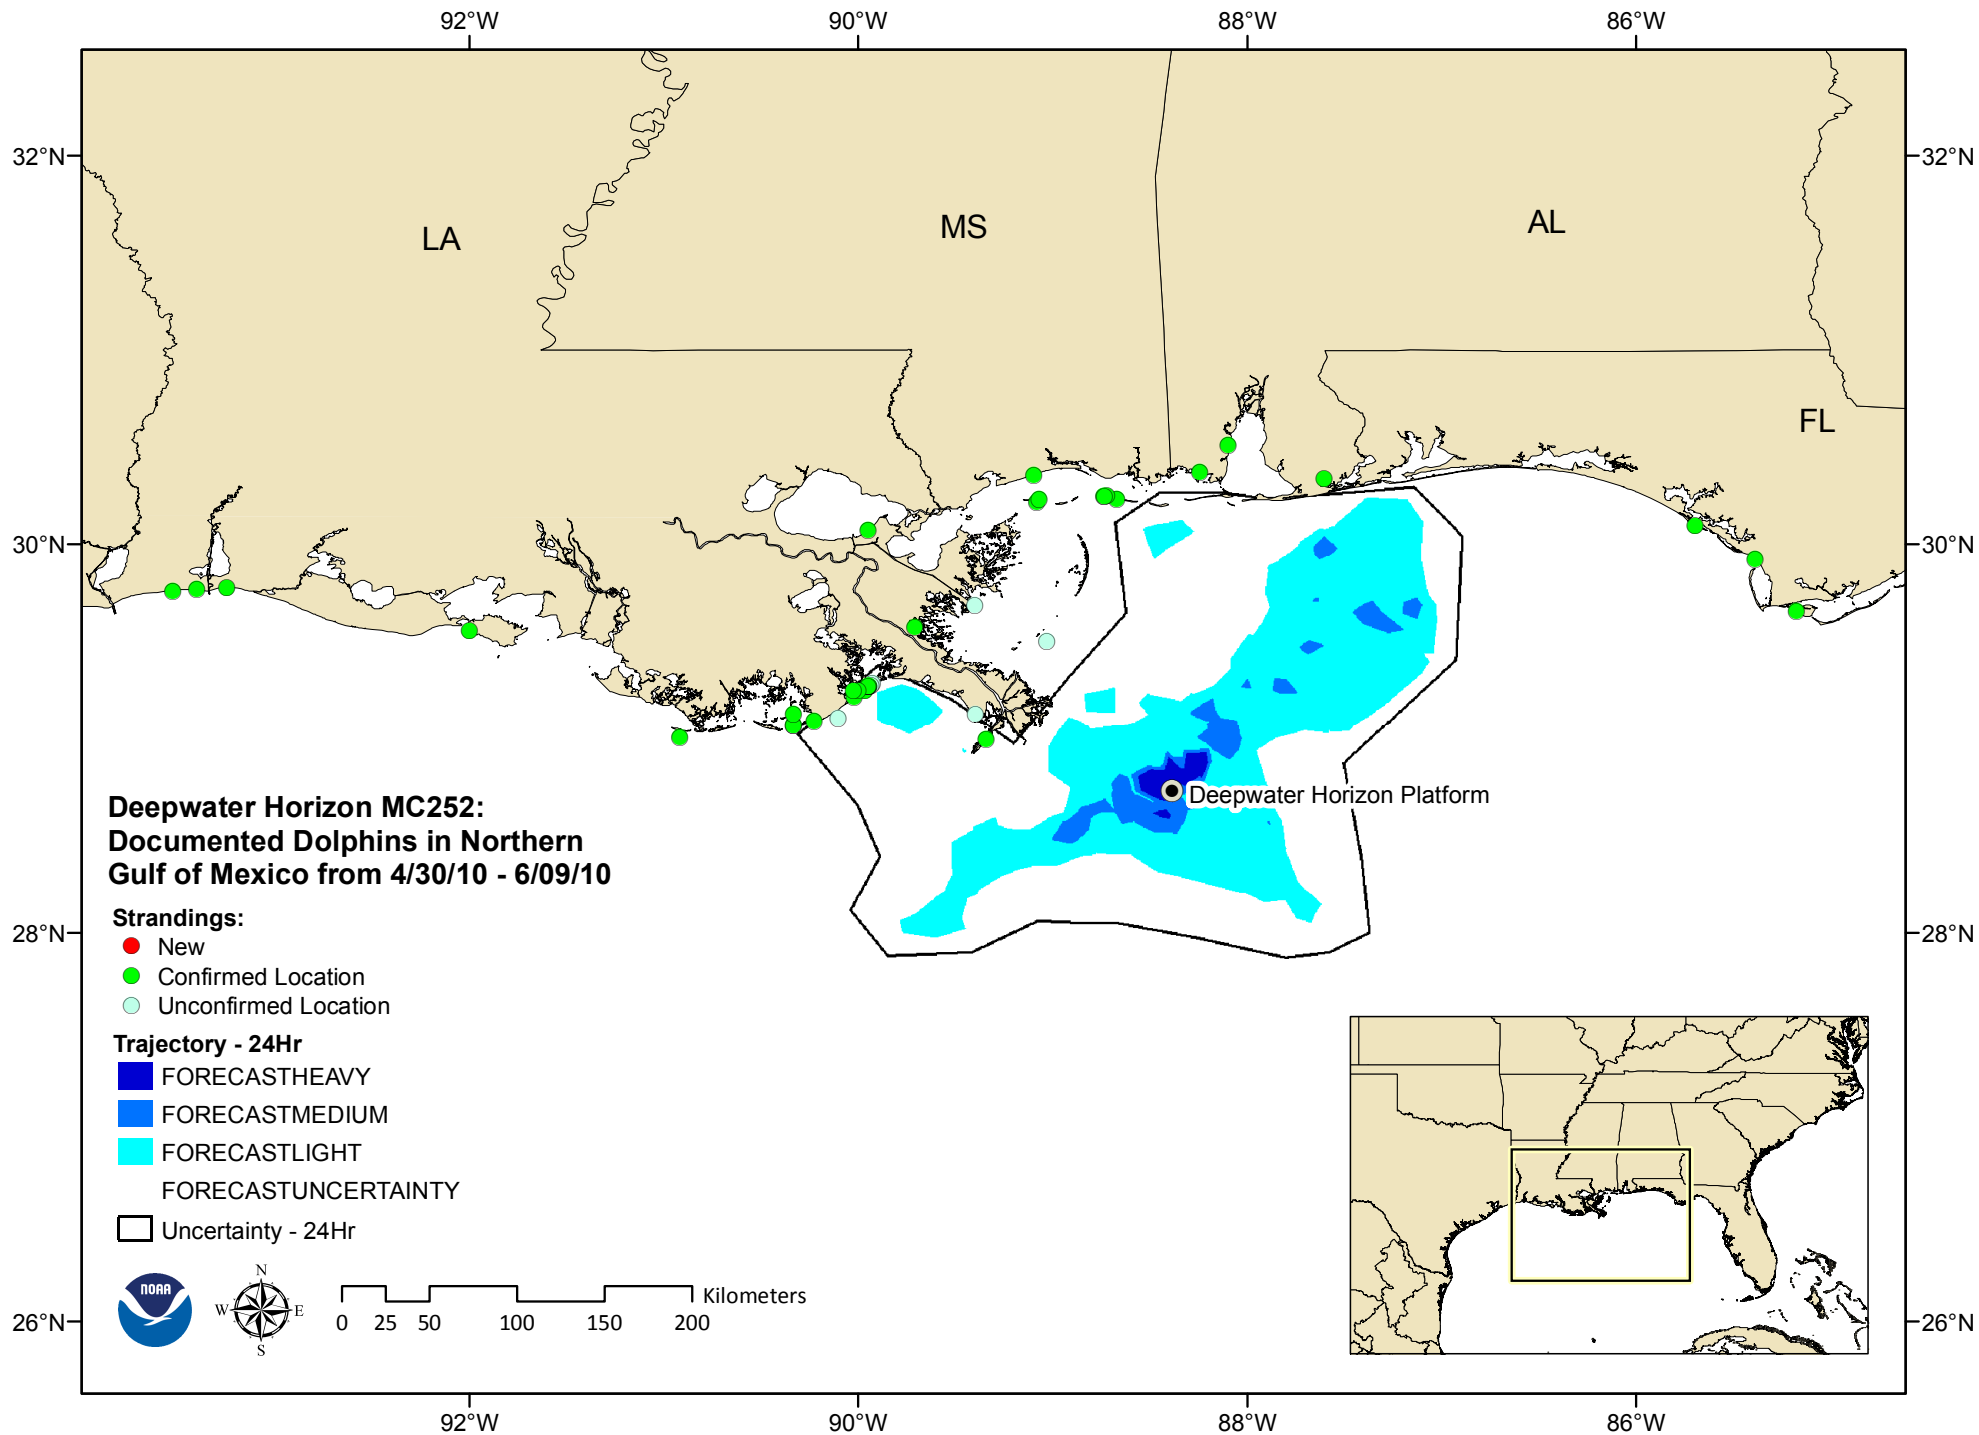 92°W 90°W 88°W 86°W
32°N 32°N
LA MS AL
FL
30°N 30°N
Deepwater Horizon Platform
Deepwater Horizon MC252:
Documented Dolphins in Northern
Gulf of Mexico from 4/30/10 - 6/09/10
28°N 28°N
Strandings:
New
Confirmed Location
Unconfirmed Location
Trajectory - 24Hr
FORECASTHEAVY
FORECASTMEDIUM
FORECASTLIGHT
FORECASTUNCERTAINTY
Uncertainty - 24Hr
NOAA
N
W E
S
Kilometers
0 25 50 100 150 200
26°N 26°N
92°W 90°W 88°W 86°W